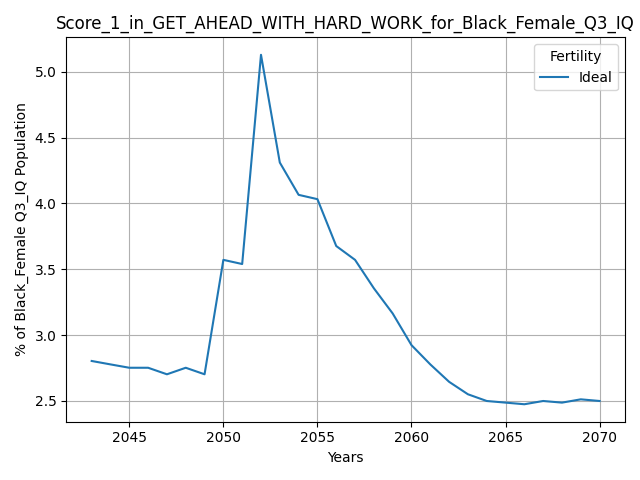 Score_1_in_GET_AHEAD_WITH_HARD_WORK_for_Black_Female_Q3_IQ
Fertility
Ideal
% of Black_Female Q3_IQ Population
5.0
4.5
4.0
3.5
3.0
2.5
2045 2050 2055 2060 2065 2070
Years